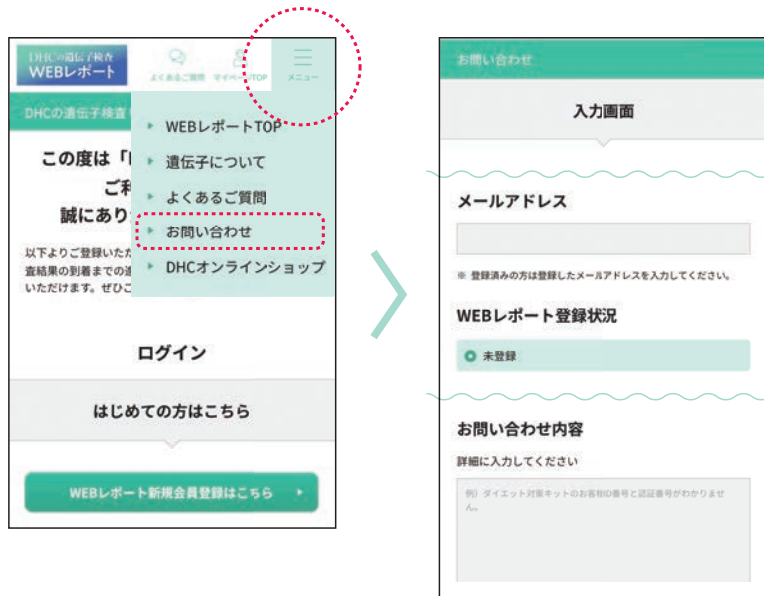 DHCの遺伝子検査
WEBレポート
よくあるご質問
マイページTOP
メニュー
DHCの遺伝子検査
この度は「
ご利
誠にあり
以下よりご登録いただ
査結果の到着までの進
いただけます。ぜひご
WEBレポートTOP
遺伝子について
よくあるご質問
お問い合わせ
DHCオンラインショップ
ログイン
はじめての方はこちら
WEBレポート新規会員登録はこちら
お問い合わせ
入力画面
メールアドレス
※ 登録済みの方は登録したメールアドレスを入力してください。
WEBレポート登録状況
未登録
お問い合わせ内容
詳細に入力してください
例）ダイエット対策キットのお客様ID番号と認証番号がわかりませ
ん。